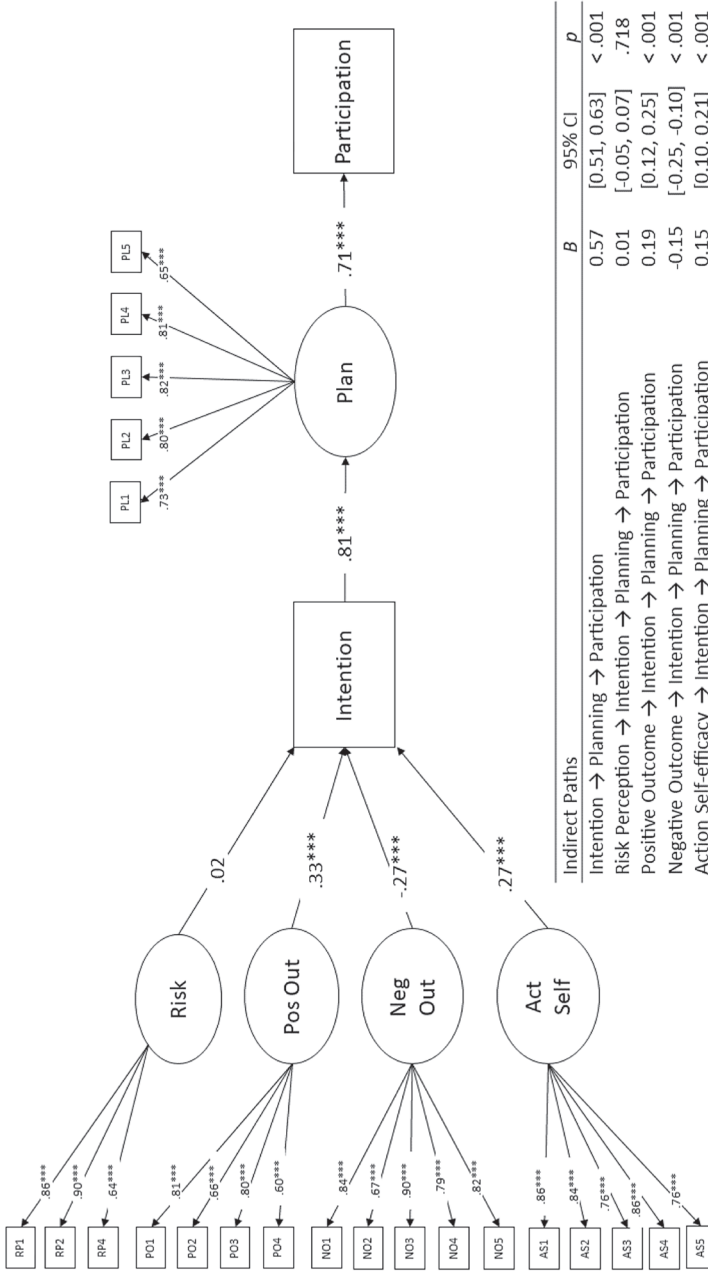 RP1
RP2
RP4
PO1
PO2
PO3
PO4
NO1
NO2
NO3
NO4
NO5
AS1
AS2
AS3
AS4
AS5
.86***
.90***
.64***
.81***
.66***
.80***
.60***
.84***
.67***
.90***
.79***
.82***
.86***
.84***
.76***
.86***
.76***
Risk
Pos Out
Neg
Out
Act
Self
.02
.33***
-.27***
.27***
Intention
.81***
PL1
PL2
PL3
PL4
PL5
.73***
.80***
.82***
.81***
.65***
Plan
.71***
Participation
Indirect Paths B 95% CI p
Intention → Planning → Participation 0.57 [0.51, 0.63] < .001
Risk Perception → Intention → Planning → Participation 0.01 [-0.05, 0.07] .718
Positive Outcome → Intention → Planning → Participation 0.19 [0.12, 0.25] < .001
Negative Outcome → Intention → Planning → Participation -0.15 [-0.25, -0.10] < .001
Action Self-efficacy → Intention → Planning → Participation 0.15 [0.10, 0.21] < .001